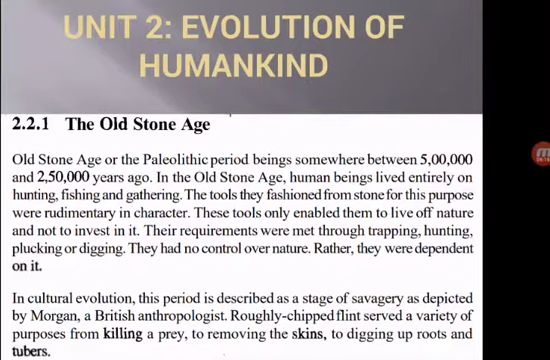 UNIT 2: EVOLUTION OF
HUMANKIND
2.2.1 The Old Stone Age
Old Stone Age or the Paleolithic period beings somewhere between 5,00,000
and 2,50,000 years ago. In the Old Stone Age, human beings lived entirely on
hunting, fishing and gathering. The tools they fashioned from stone for this purpose
were rudimentary in character. These tools only enabled them to live off nature
and not to invest in it. Their requirements were met through trapping, hunting,
plucking or digging. They had no control over nature. Rather, they were dependent
on it.
In cultural evolution, this period is described as a stage of savagery as depicted
by Morgan, a British anthropologist. Roughly-chipped flint served a variety of
purposes from killing a prey, to removing the skins, to digging up roots and
tubers.